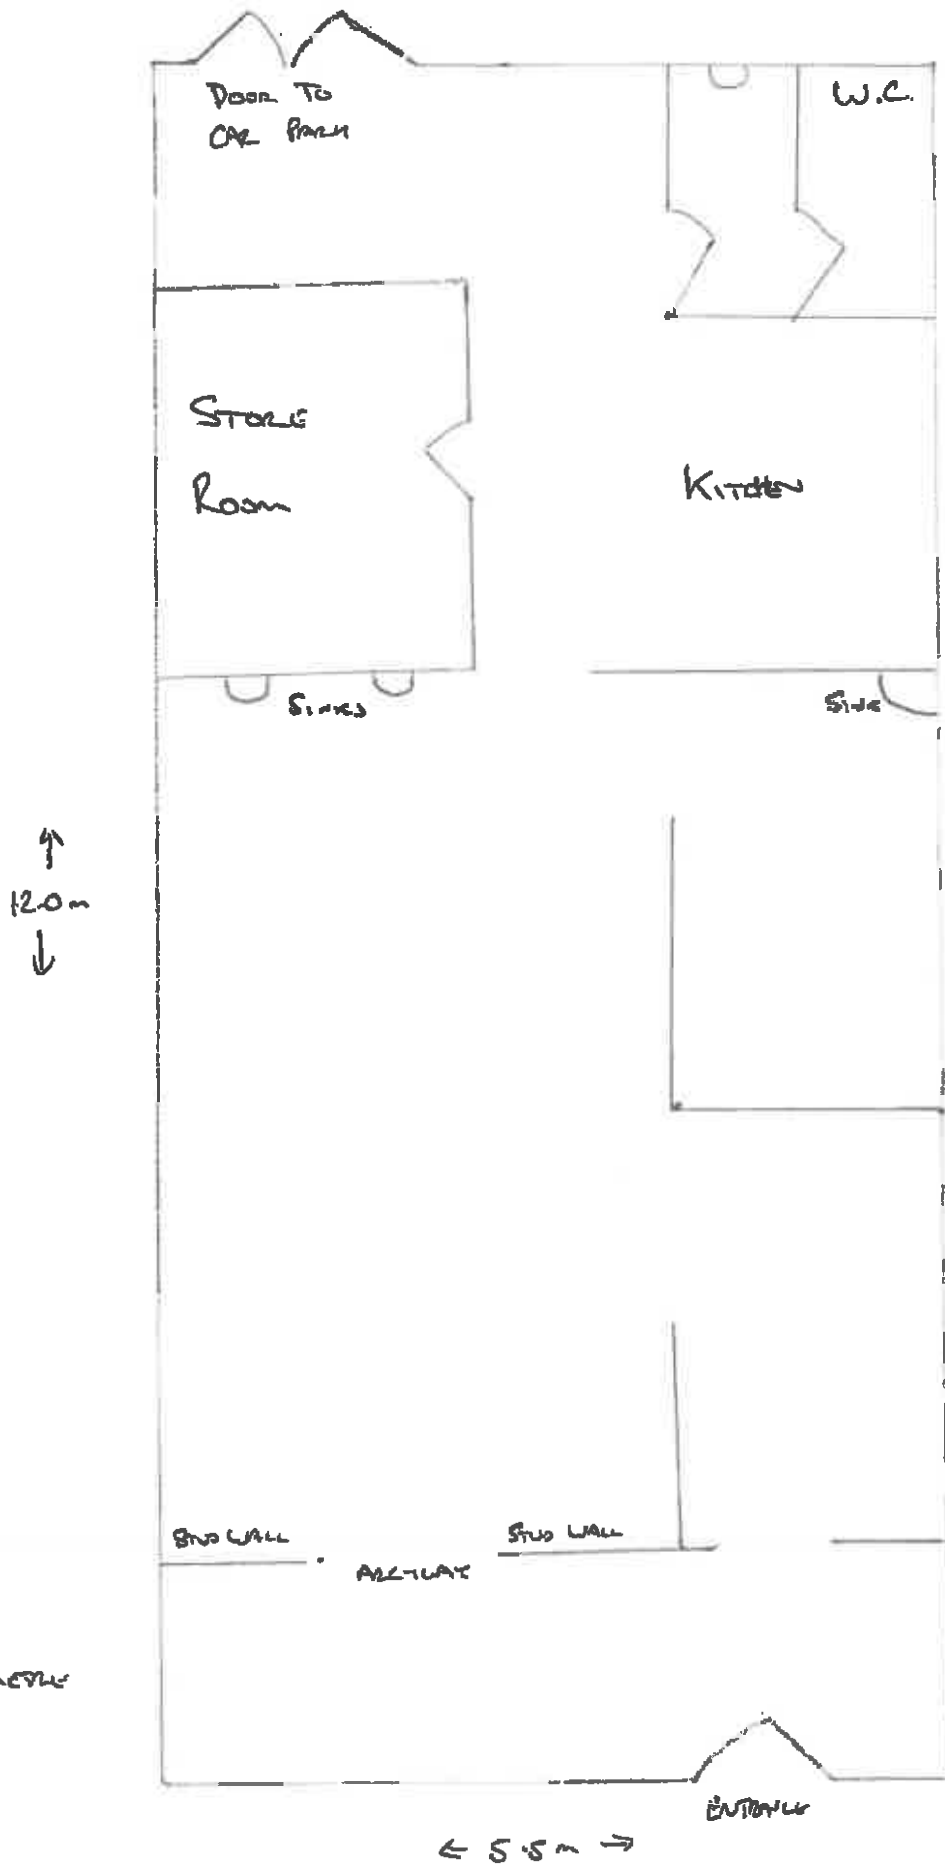 DOOR TO
CAR PARK
W.C.
STORE
ROOM
KITCHEN
SINKS
SINK
12.0m
STUD WALL
STUD WALL
ARCHWAY
ENTRANCE
5.5m